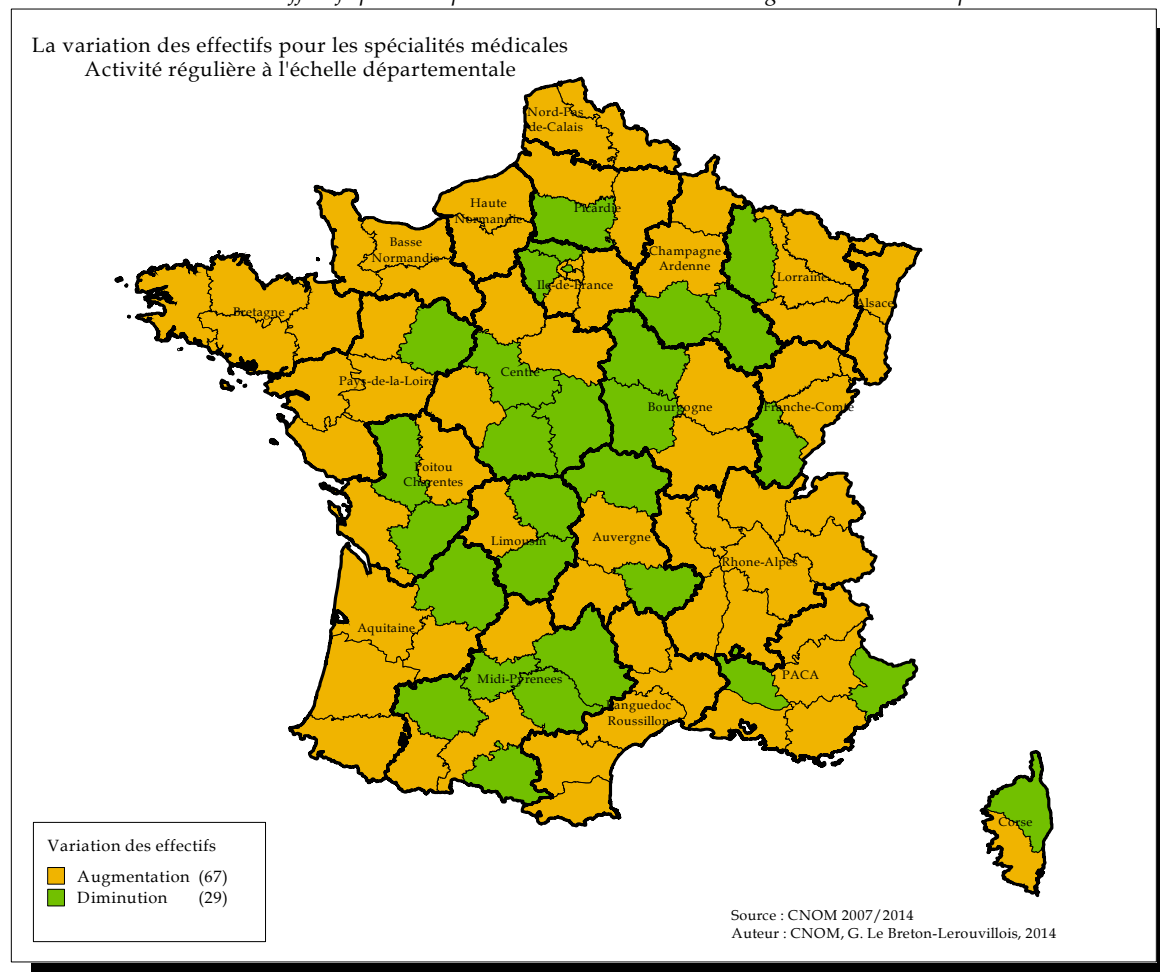 La variation des effectifs pour les spécialités médicales
Activité régulière à l'échelle départementale
Nord-Pas
de-Calais
Haute
Normandie
Picardie
Basse
Normandie
Champagne
Ardenne
Ile-de-France
Lorraine
Alsace
Bretagne
Pays-de-la-Loire
Centre
Bourgogne
Franche-Comté
Poitou
Charentes
Limousin
Auvergne
Rhone-Alpes
Aquitaine
Midi-Pyrenees
PACA
Languedoc
Roussillon
Corse
Variation des effectifs
Augmentation (67)
Diminution (29)
Source : CNOM 2007/2014
Auteur : CNOM, G. Le Breton-Lerouvillois, 2014